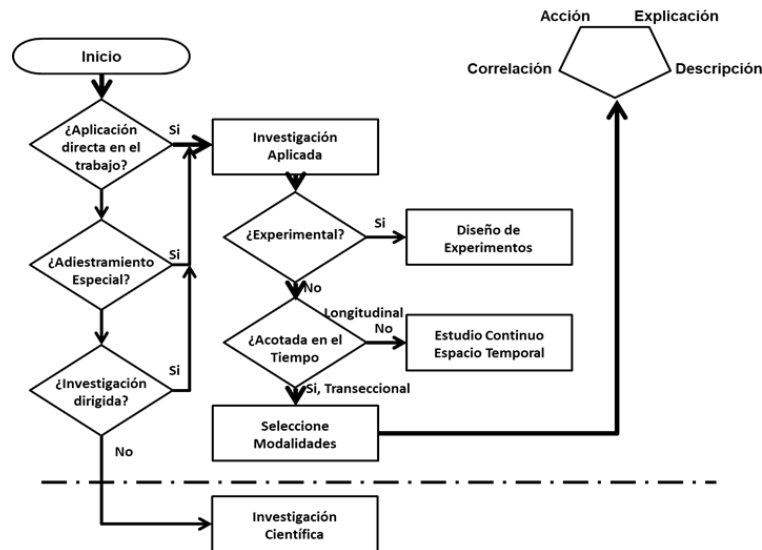 Inicio
Acción
Explicación
Correlación
Descripción
¿Aplicación
directa en el
trabajo?
Si
Investigación
Aplicada
¿Adiestramiento
Especial?
Si
¿Experimental?
Si
Diseño de
Experimentos
No
Longitudinal
No
¿Acotada en el
Tiempo
Estudio Continuo
Espacio Temporal
¿Investigación
dirigida?
Si
Si, Transeccional
Seleccione
Modalidades
No
Investigación
Científica